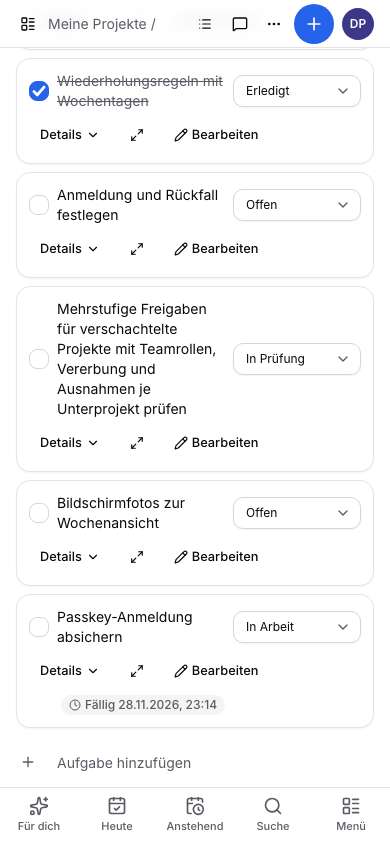 Meine Projekte /
DP
Wiederholungsregeln mit
Wochentagen
Erledigt
Details
Bearbeiten
Anmeldung und Rückfall
festlegen
Offen
Details
Bearbeiten
Mehrstufige Freigaben
für verschachtelte
Projekte mit Teamrollen,
Vererbung und
Ausnahmen je
Unterprojekt prüfen
In Prüfung
Details
Bearbeiten
Bildschirmfotos zur
Wochenansicht
Offen
Details
Bearbeiten
Passkey-Anmeldung
absichern
In Arbeit
Details
Bearbeiten
Fällig 28.11.2026, 23:14
Aufgabe hinzufügen
Für dich
Heute
Anstehend
Suche
Menü